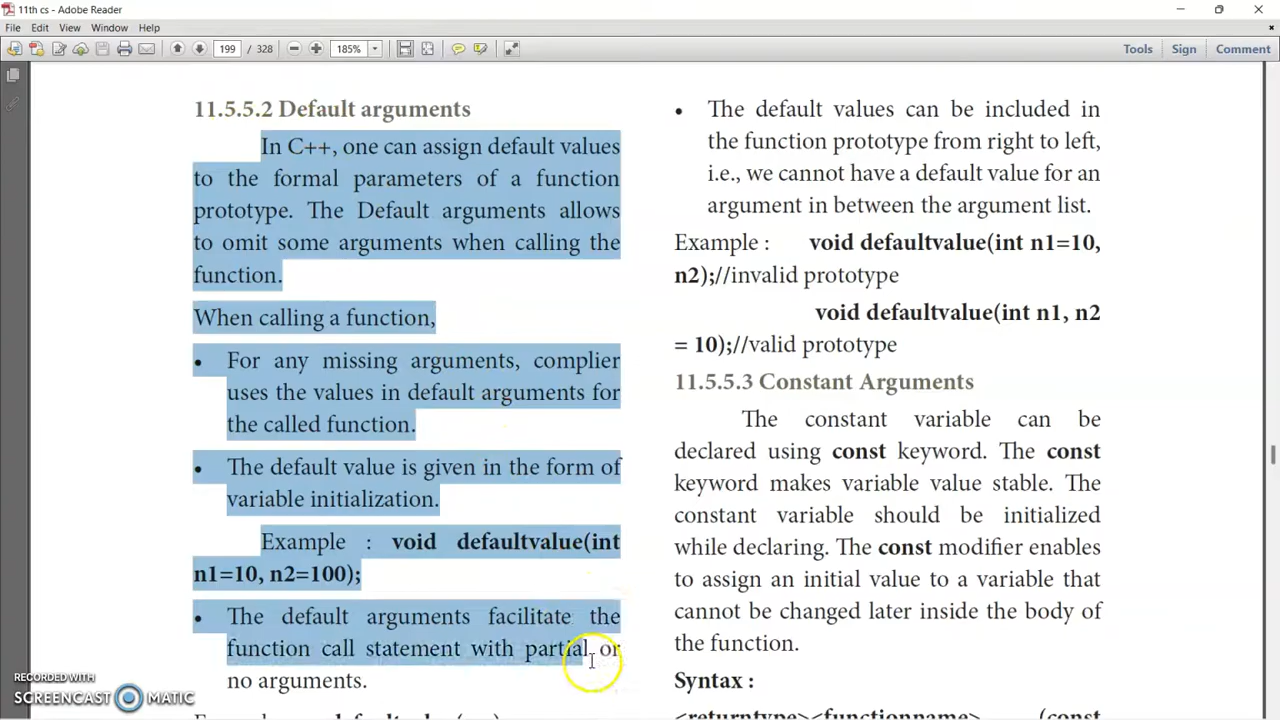 11th cs - Adobe Reader
File Edit View Window Help
199 / 328 185% Tools Sign Comment
11.5.5.2 Default arguments
In C++, one can assign default values
to the formal parameters of a function
prototype. The Default arguments allows
to omit some arguments when calling the
function.
When calling a function,
• For any missing arguments, complier
uses the values in default arguments for
the called function.
• The default value is given in the form of
variable initialization.
Example : void defaultvalue(int
n1=10, n2=100);
• The default arguments facilitate the
function call statement with partial or
no arguments.
• The default values can be included in
the function prototype from right to left,
i.e., we cannot have a default value for an
argument in between the argument list.
Example : void defaultvalue(int n1=10,
n2);//invalid prototype
void defaultvalue(int n1, n2
= 10);//valid prototype
11.5.5.3 Constant Arguments
The constant variable can be
declared using const keyword. The const
keyword makes variable value stable. The
constant variable should be initialized
while declaring. The const modifier enables
to assign an initial value to a variable that
cannot be changed later inside the body of
the function.
Syntax :
<returntype><functionname> (const
RECORDED WITH
SCREENCAST MATIC